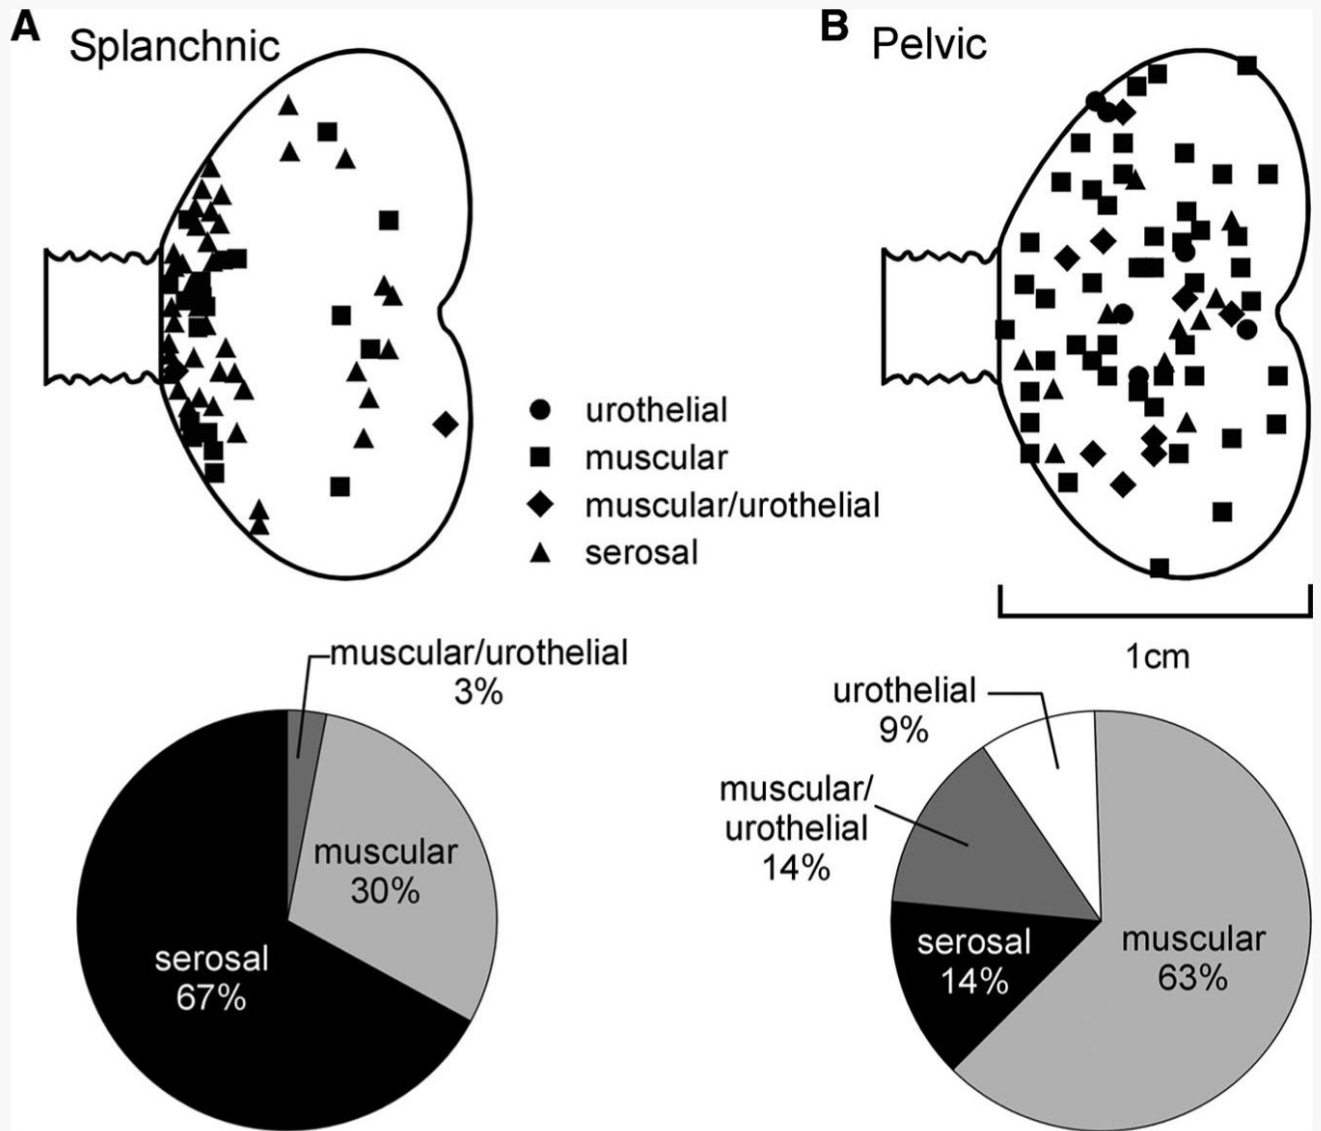 A
Splanchnic
B
Pelvic
urothelial
muscular
muscular/urothelial
serosal
1cm
muscular/urothelial
3%
muscular
30%
serosal
67%
urothelial
9%
muscular/
urothelial
14%
serosal
14%
muscular
63%